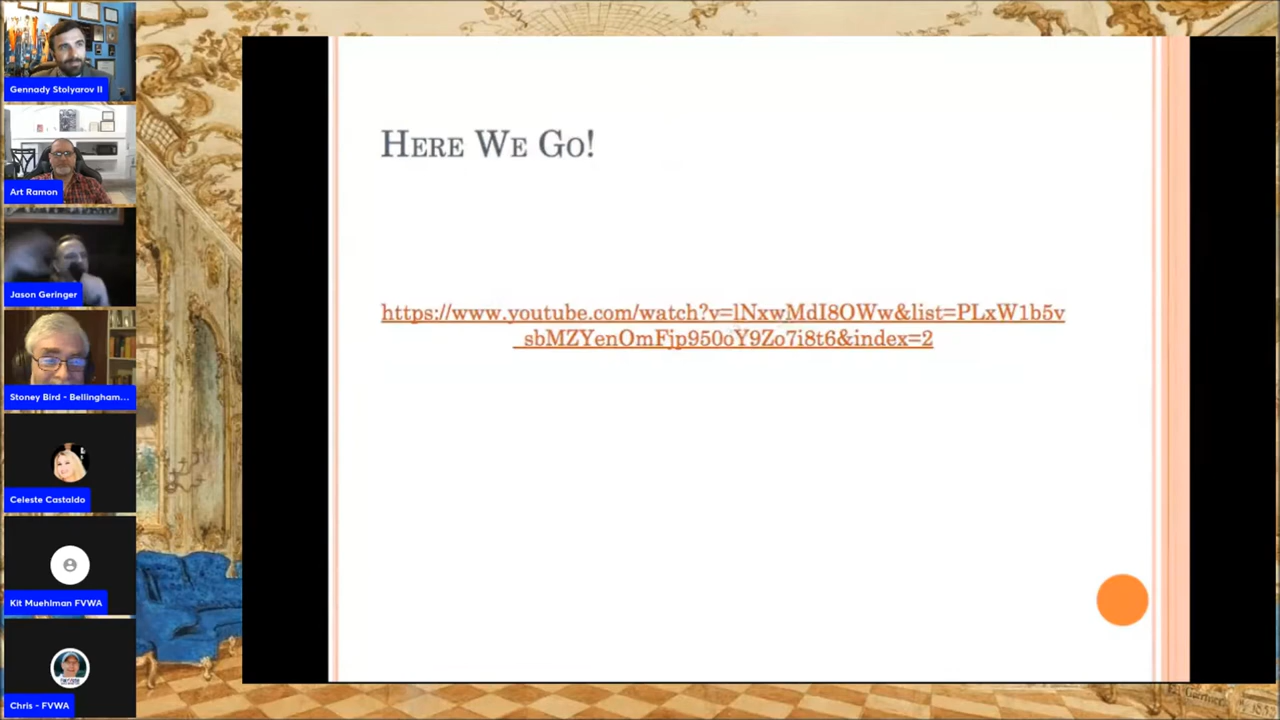 Gennady Stolyarov II
Art Ramon
Jason Geringer
Stoney Bird - Bellingham...
Celeste Castaldo
Kit Muehlman FVWA
Chris - FVWA
HERE WE GO!
https://www.youtube.com/watch?v=lNxwMdI8OWw&list=PLxW1b5v
_sbMZYenOmFjp950oY9Zo7i8t6&index=2